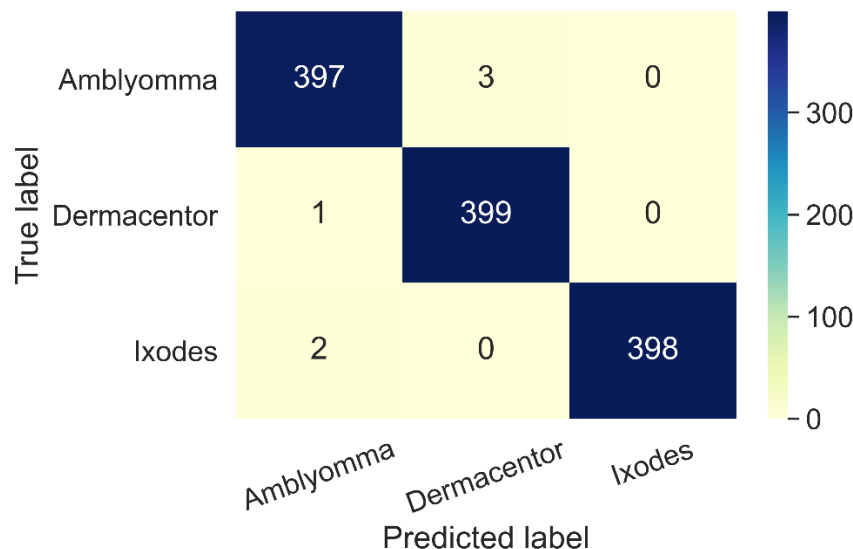 Amblyomma 397 3 0
Dermacentor 1 399 0
Ixodes 2 0 398
True label
Amblyomma Dermacentor Ixodes
Predicted label
300
200
100
0